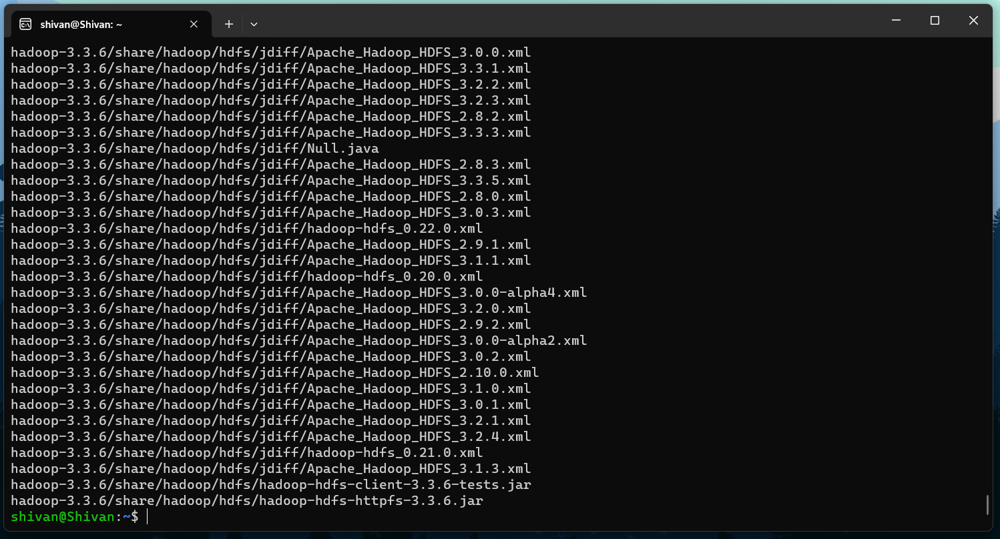 shivan@Shivan: ~
hadoop-3.3.6/share/hadoop/hdfs/jdiff/Apache_Hadoop_HDFS_3.0.0.xml
hadoop-3.3.6/share/hadoop/hdfs/jdiff/Apache_Hadoop_HDFS_3.3.1.xml
hadoop-3.3.6/share/hadoop/hdfs/jdiff/Apache_Hadoop_HDFS_3.2.2.xml
hadoop-3.3.6/share/hadoop/hdfs/jdiff/Apache_Hadoop_HDFS_3.2.3.xml
hadoop-3.3.6/share/hadoop/hdfs/jdiff/Apache_Hadoop_HDFS_2.8.2.xml
hadoop-3.3.6/share/hadoop/hdfs/jdiff/Apache_Hadoop_HDFS_3.3.3.xml
hadoop-3.3.6/share/hadoop/hdfs/jdiff/Null.java
hadoop-3.3.6/share/hadoop/hdfs/jdiff/Apache_Hadoop_HDFS_2.8.3.xml
hadoop-3.3.6/share/hadoop/hdfs/jdiff/Apache_Hadoop_HDFS_3.3.5.xml
hadoop-3.3.6/share/hadoop/hdfs/jdiff/Apache_Hadoop_HDFS_2.8.0.xml
hadoop-3.3.6/share/hadoop/hdfs/jdiff/Apache_Hadoop_HDFS_3.0.3.xml
hadoop-3.3.6/share/hadoop/hdfs/jdiff/hadoop-hdfs_0.22.0.xml
hadoop-3.3.6/share/hadoop/hdfs/jdiff/Apache_Hadoop_HDFS_2.9.1.xml
hadoop-3.3.6/share/hadoop/hdfs/jdiff/Apache_Hadoop_HDFS_3.1.1.xml
hadoop-3.3.6/share/hadoop/hdfs/jdiff/hadoop-hdfs_0.20.0.xml
hadoop-3.3.6/share/hadoop/hdfs/jdiff/Apache_Hadoop_HDFS_3.0.0-alpha4.xml
hadoop-3.3.6/share/hadoop/hdfs/jdiff/Apache_Hadoop_HDFS_3.2.0.xml
hadoop-3.3.6/share/hadoop/hdfs/jdiff/Apache_Hadoop_HDFS_2.9.2.xml
hadoop-3.3.6/share/hadoop/hdfs/jdiff/Apache_Hadoop_HDFS_3.0.0-alpha2.xml
hadoop-3.3.6/share/hadoop/hdfs/jdiff/Apache_Hadoop_HDFS_3.0.2.xml
hadoop-3.3.6/share/hadoop/hdfs/jdiff/Apache_Hadoop_HDFS_2.10.0.xml
hadoop-3.3.6/share/hadoop/hdfs/jdiff/Apache_Hadoop_HDFS_3.1.0.xml
hadoop-3.3.6/share/hadoop/hdfs/jdiff/Apache_Hadoop_HDFS_3.0.1.xml
hadoop-3.3.6/share/hadoop/hdfs/jdiff/Apache_Hadoop_HDFS_3.2.1.xml
hadoop-3.3.6/share/hadoop/hdfs/jdiff/Apache_Hadoop_HDFS_3.2.4.xml
hadoop-3.3.6/share/hadoop/hdfs/jdiff/hadoop-hdfs_0.21.0.xml
hadoop-3.3.6/share/hadoop/hdfs/jdiff/Apache_Hadoop_HDFS_3.1.3.xml
hadoop-3.3.6/share/hadoop/hdfs/hadoop-hdfs-client-3.3.6-tests.jar
hadoop-3.3.6/share/hadoop/hdfs/hadoop-hdfs-httpfs-3.3.6.jar
shivan@Shivan:~$